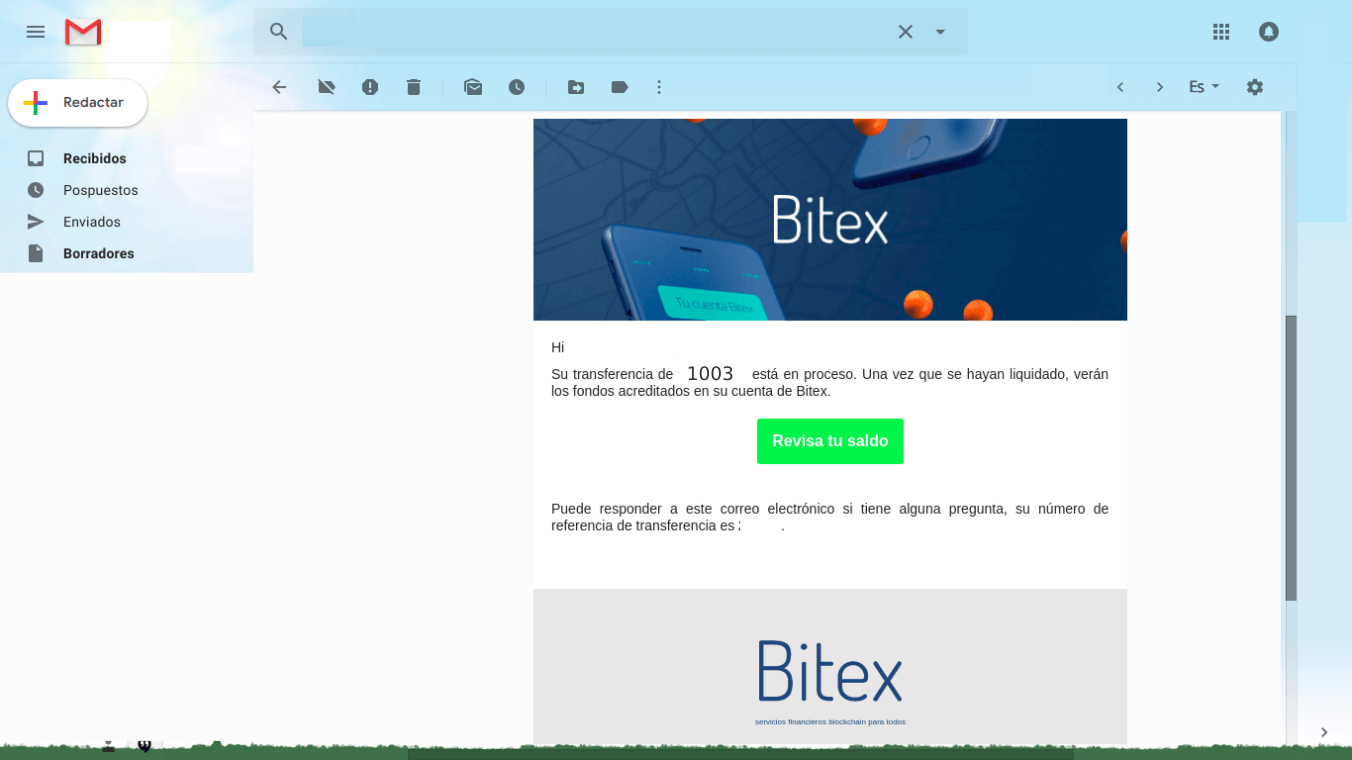 Redactar
Es
Recibidos
Pospuestos
Enviados
Borradores
Bitex
Tu cuenta Bitex
Hi
Su transferencia de 1003 está en proceso. Una vez que se hayan liquidado, verán
los fondos acreditados en su cuenta de Bitex.
Revisa tu saldo
Puede responder a este correo electrónico si tiene alguna pregunta, su número de
referencia de transferencia es .
Bitex
servicios financieros blockchain para todos